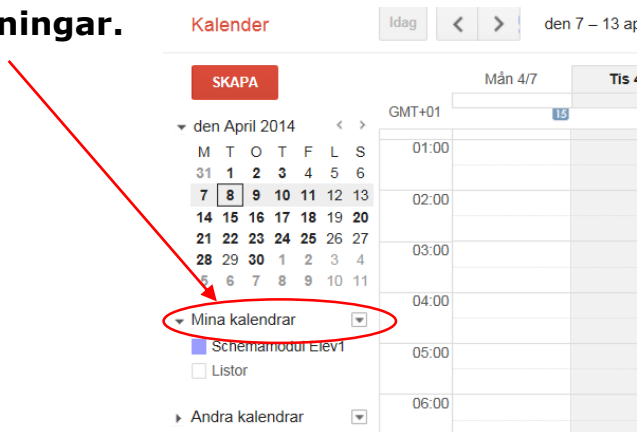 ningar.
Kalender
Idag
den 7 – 13 ap
SKAPA
Mån 4/7
Tis 4
GMT+01
15
den April 2014
M T O T F L S
31 1 2 3 4 5 6
7 8 9 10 11 12 13
14 15 16 17 18 19 20
21 22 23 24 25 26 27
28 29 30 1 2 3 4
5 6 7 8 9 10 11
01:00
02:00
03:00
04:00
05:00
06:00
Mina kalendrar
Schemamodul Elev1
Listor
Andra kalendrar